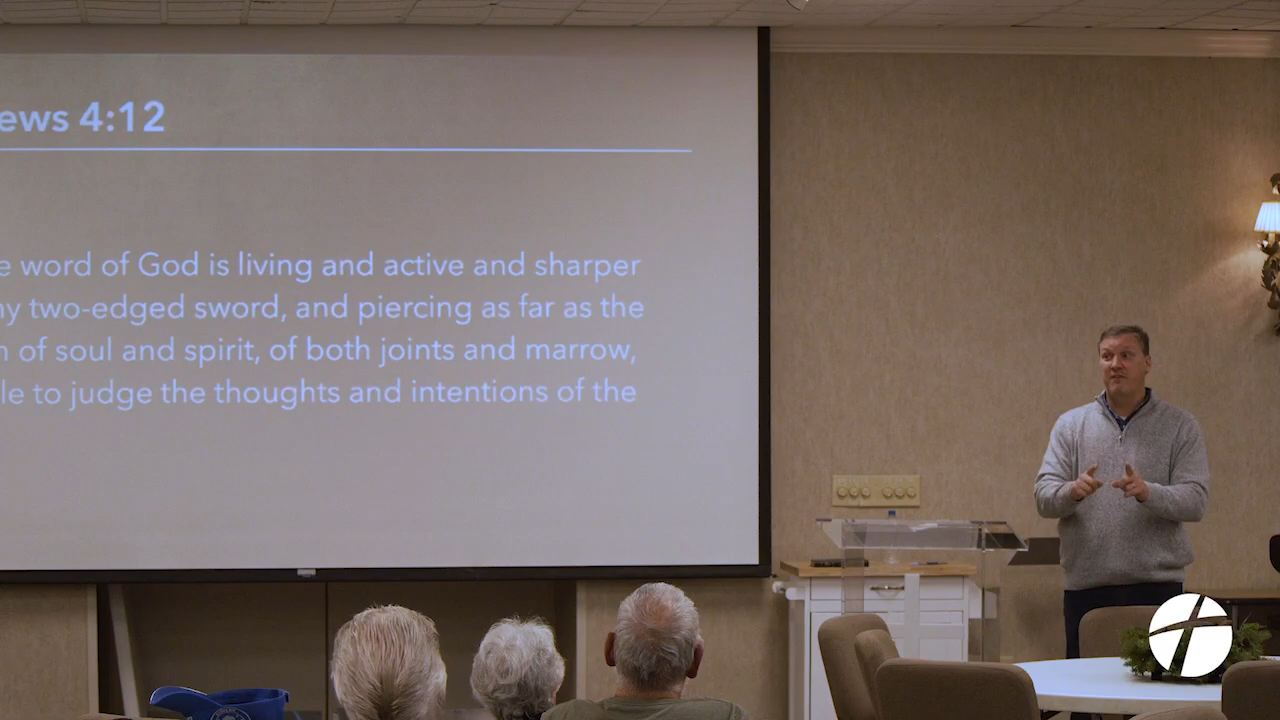 ews 4:12
e word of God is living and active and sharper
y two-edged sword, and piercing as far as the
of soul and spirit, of both joints and marrow,
le to judge the thoughts and intentions of the